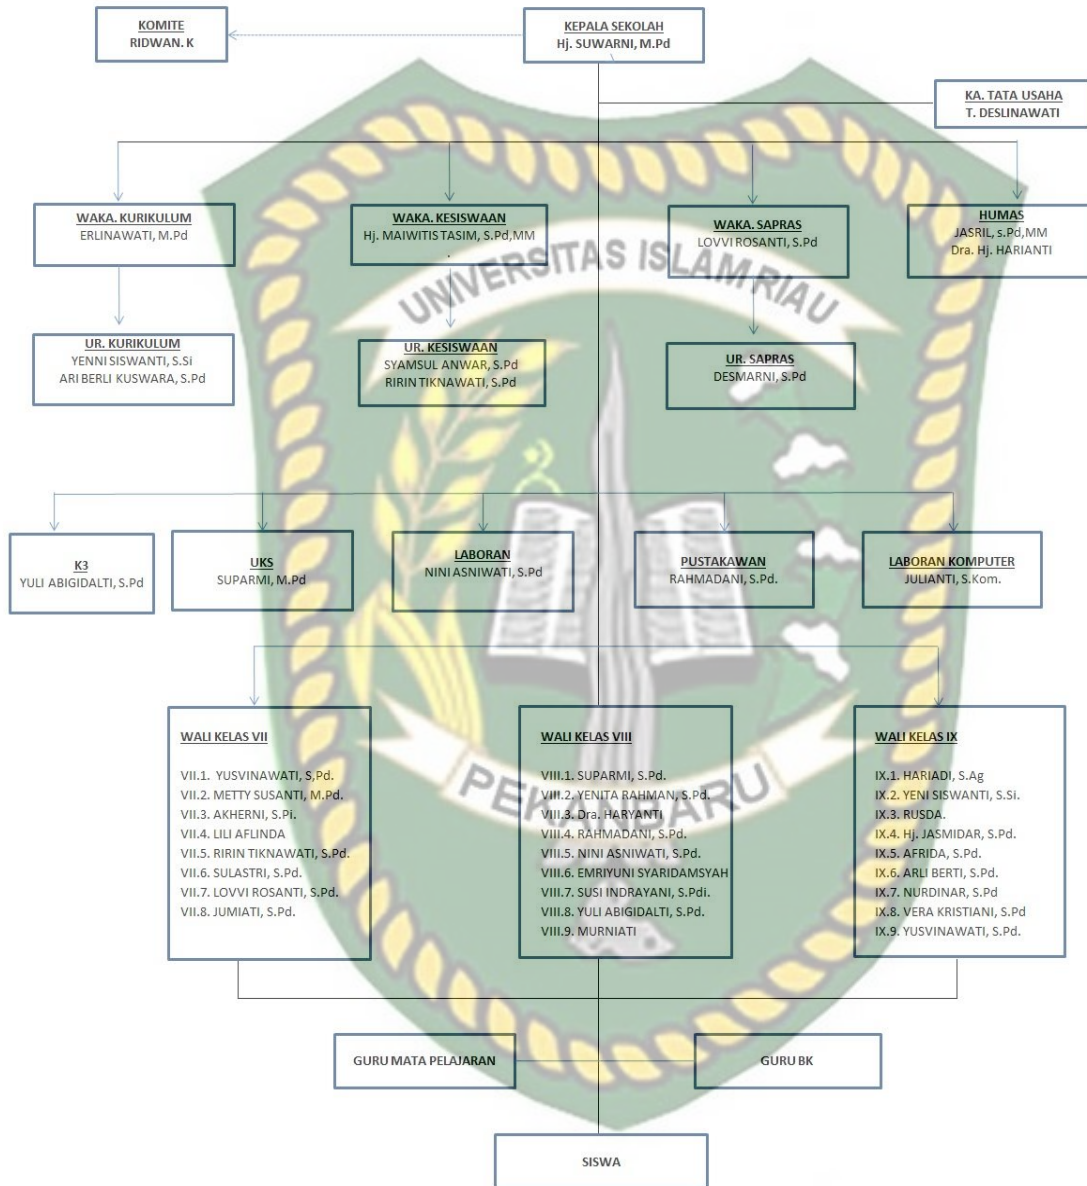 KOMITE
RIDWAN. K
KEPALA SEKOLAH
Hj. SUWARNI, M.Pd
KA. TATA USAHA
T. DESLINAWATI
WAKA. KURIKULUM
ERLINAWATI, M.Pd
WAKA. KESISWAAN
Hj. MAIWITIS TASIM, S.Pd,MM
.
WAKA. SAPRAS
LOVVI ROSANTI, S.Pd
HUMAS
JASRIL, s.Pd,MM
Dra. Hj. HARIANTI
UNIVERSITAS ISLAM RIAU
UR. KURIKULUM
YENNI SISWANTI, S.Si
ARI BERLI KUSWARA, S.Pd
UR. KESISWAAN
SYAMSUL ANWAR, S.Pd
RIRIN TIKNAWATI, S.Pd
UR. SAPRAS
DESMARNI, S.Pd
K3
YULI ABIGIDALTI, S.Pd
UKS
SUPARMI, M.Pd
LABORAN
NINI ASNIWATI, S.Pd
PUSTAKAWAN
RAHMADANI, S.Pd.
LABORAN KOMPUTER
JULIANTI, S.Kom.
WALI KELAS VII
VII.1. YUSVINAWATI, S,Pd.
VII.2. METTY SUSANTI, M.Pd.
VII.3. AKHERNI, S.Pi.
VII.4. LILI AFLINDA
VII.5. RIRIN TIKNAWATI, S.Pd.
VII.6. SULASTRI, S.Pd.
VII.7. LOVVI ROSANTI, S.Pd.
VII.8. JUMIATI, S.Pd.
WALI KELAS VIII
VIII.1. SUPARMI, S.Pd.
VIII.2. YENITA RAHMAN, S.Pd.
VIII.3. Dra. HARYANTI
VIII.4. RAHMADANI, S.Pd.
VIII.5. NINI ASNIWATI, S.Pd.
VIII.6. EMRIYUNI SYARIDAMSYAH
VIII.7. SUSI INDRAYANI, S.Pdi.
VIII.8. YULI ABIGIDALTI, S.Pd.
VIII.9. MURNIATI
WALI KELAS IX
IX.1. HARIADI, S.Ag
IX.2. YENI SISWANTI, S.Si.
IX.3. RUSDA.
IX.4. Hj. JASMIDAR, S.Pd.
IX.5. AFRIDA, S.Pd.
IX.6. ARLI BERTI, S.Pd.
IX.7. NURDINAR, S.Pd
IX.8. VERA KRISTIANI, S.Pd
IX.9. YUSVINAWATI, S.Pd.
PEKANBARU
GURU MATA PELAJARAN
GURU BK
SISWA